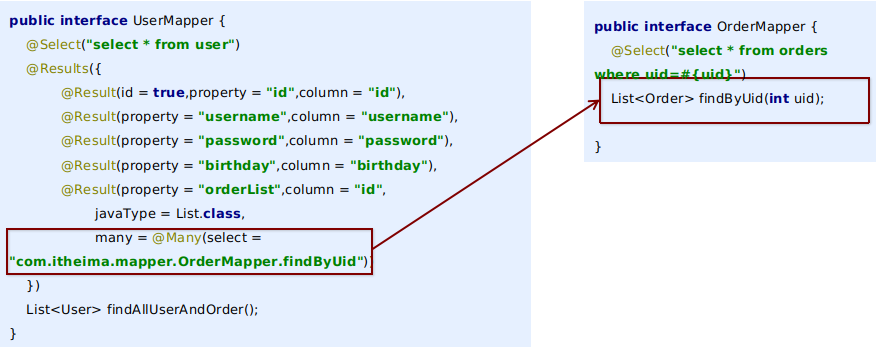 public interface UserMapper {
@Select("select * from user")
@Results({
@Result(id = true,property = "id",column = "id"),
@Result(property = "username",column = "username"),
@Result(property = "password",column = "password"),
@Result(property = "birthday",column = "birthday"),
@Result(property = "orderList",column = "id",
javaType = List.class,
many = @Many(select =
"com.itheima.mapper.OrderMapper.findByUid"))
})
List<User> findAllUserAndOrder();
}
public interface OrderMapper {
@Select("select * from orders
where uid=#{uid}")
List<Order> findByUid(int uid);
}